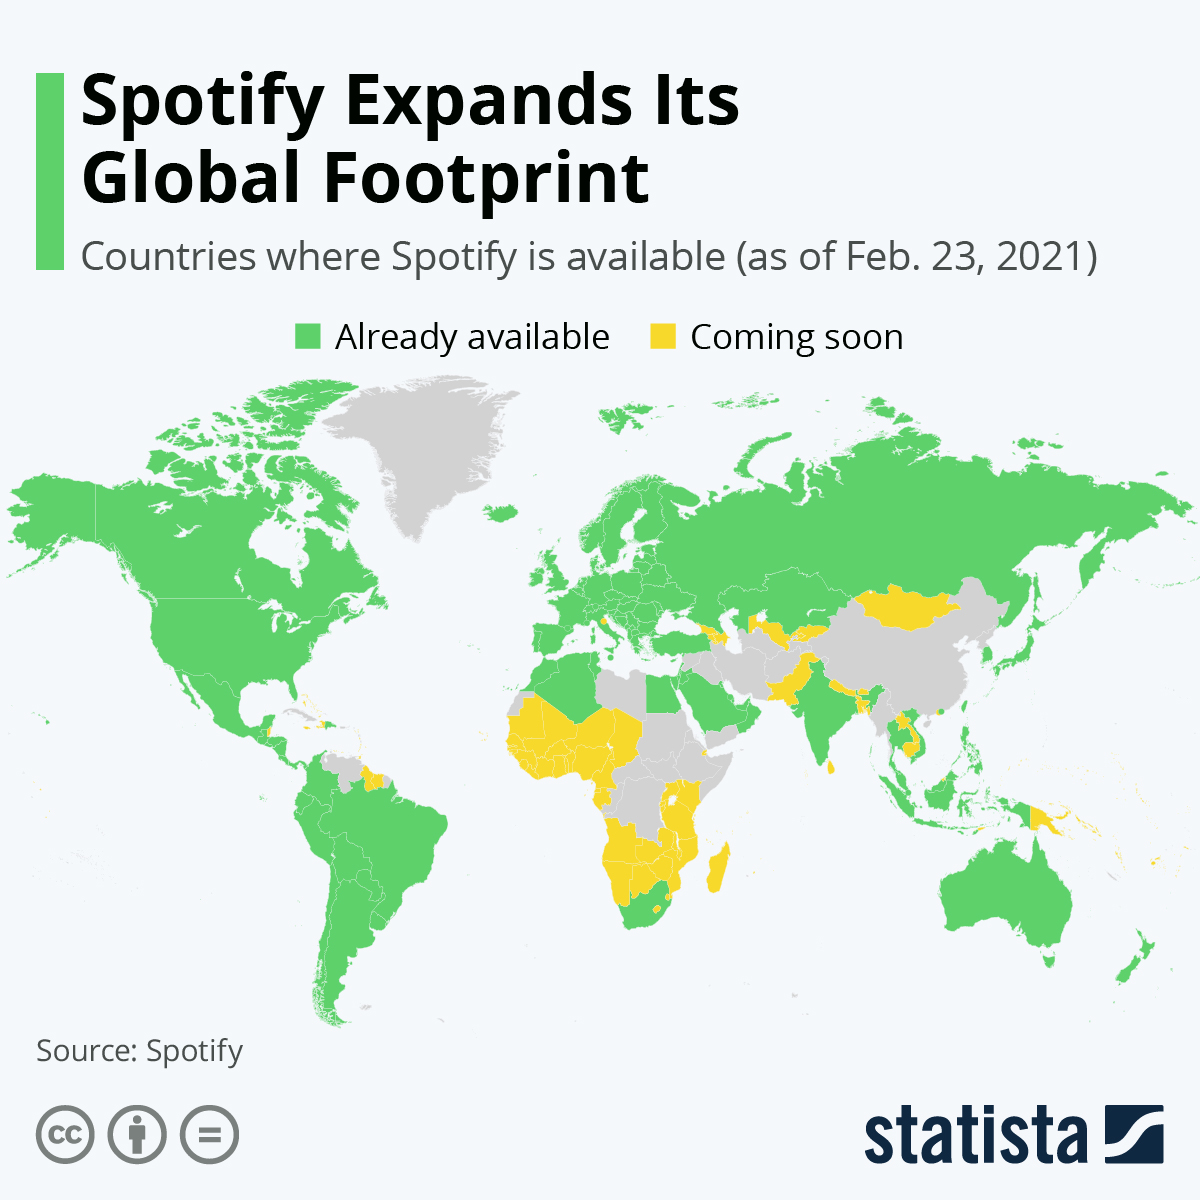 Spotify Expands Its
Global Footprint
Countries where Spotify is available (as of Feb. 23, 2021)
Already available
Coming soon
Source: Spotify
cc
statista